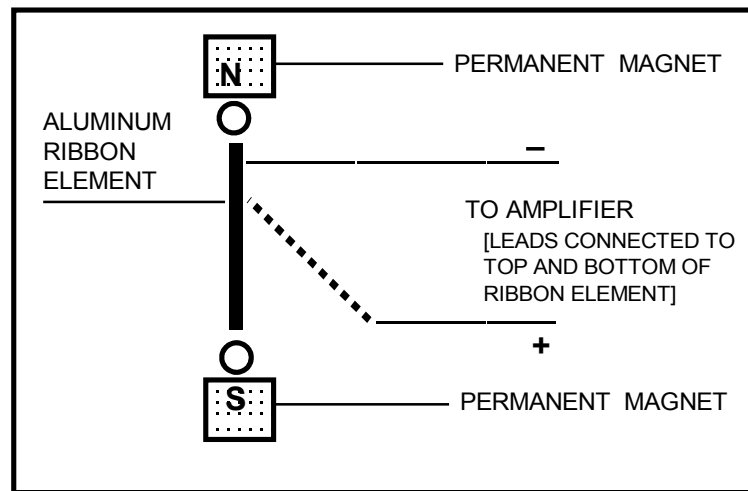 N
PERMANENT MAGNET
ALUMINUM
RIBBON
ELEMENT
–
TO AMPLIFIER
[LEADS CONNECTED TO
TOP AND BOTTOM OF
RIBBON ELEMENT]
+
S
PERMANENT MAGNET